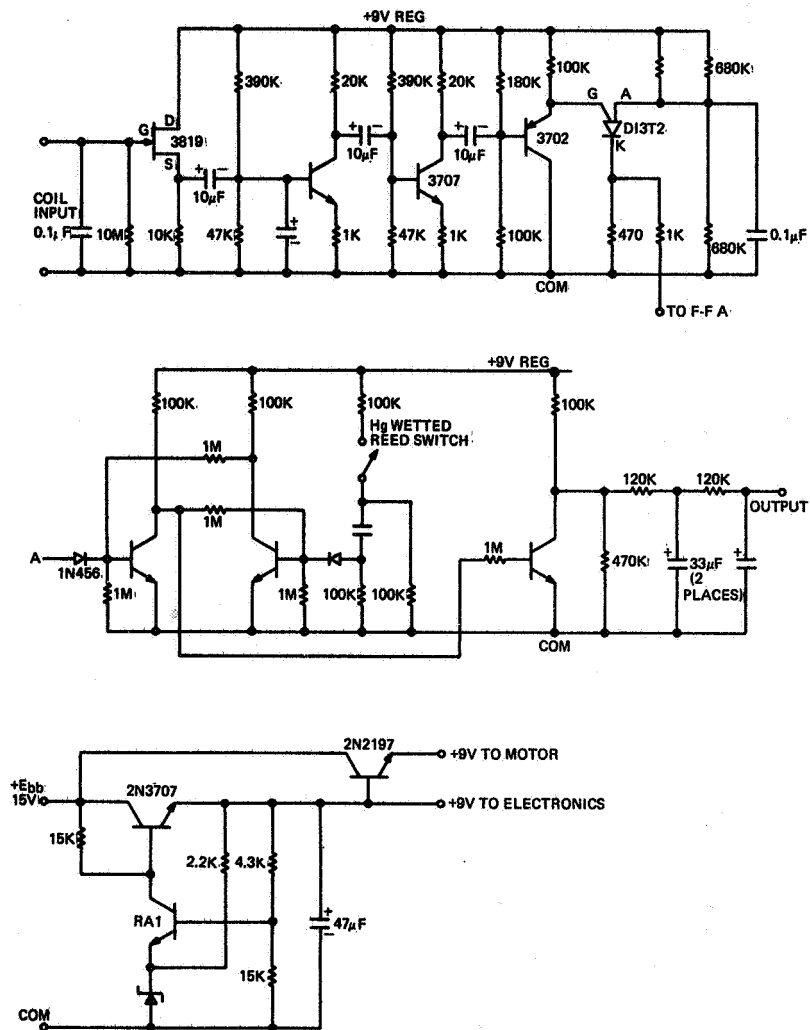 +9V REG
390K
20K
390K
20K
180K
100K
680K
G
D
S
3819
+ -
10µF
+ -
10µF
+ -
10µF
3707
3702
G
A
K
DI3T2
COIL
INPUT
0.1µF
10M
10K
47K
+
-
1K
47K
1K
100K
470
1K
680K
0.1µF
COM
TO F-F A
+9V REG
100K
100K
100K
100K
Hg WETTED
REED SWITCH
1M
1M
A
1N456
1M
1M
100K
100K
1M
120K
120K
OUTPUT
470K
+
33µF
(2
PLACES)
+
COM
2N2197
+9V TO MOTOR
+Ebb
15V
2N3707
+9V TO ELECTRONICS
15K
2.2K
4.3K
RA1
+
47µF
-
15K
COM